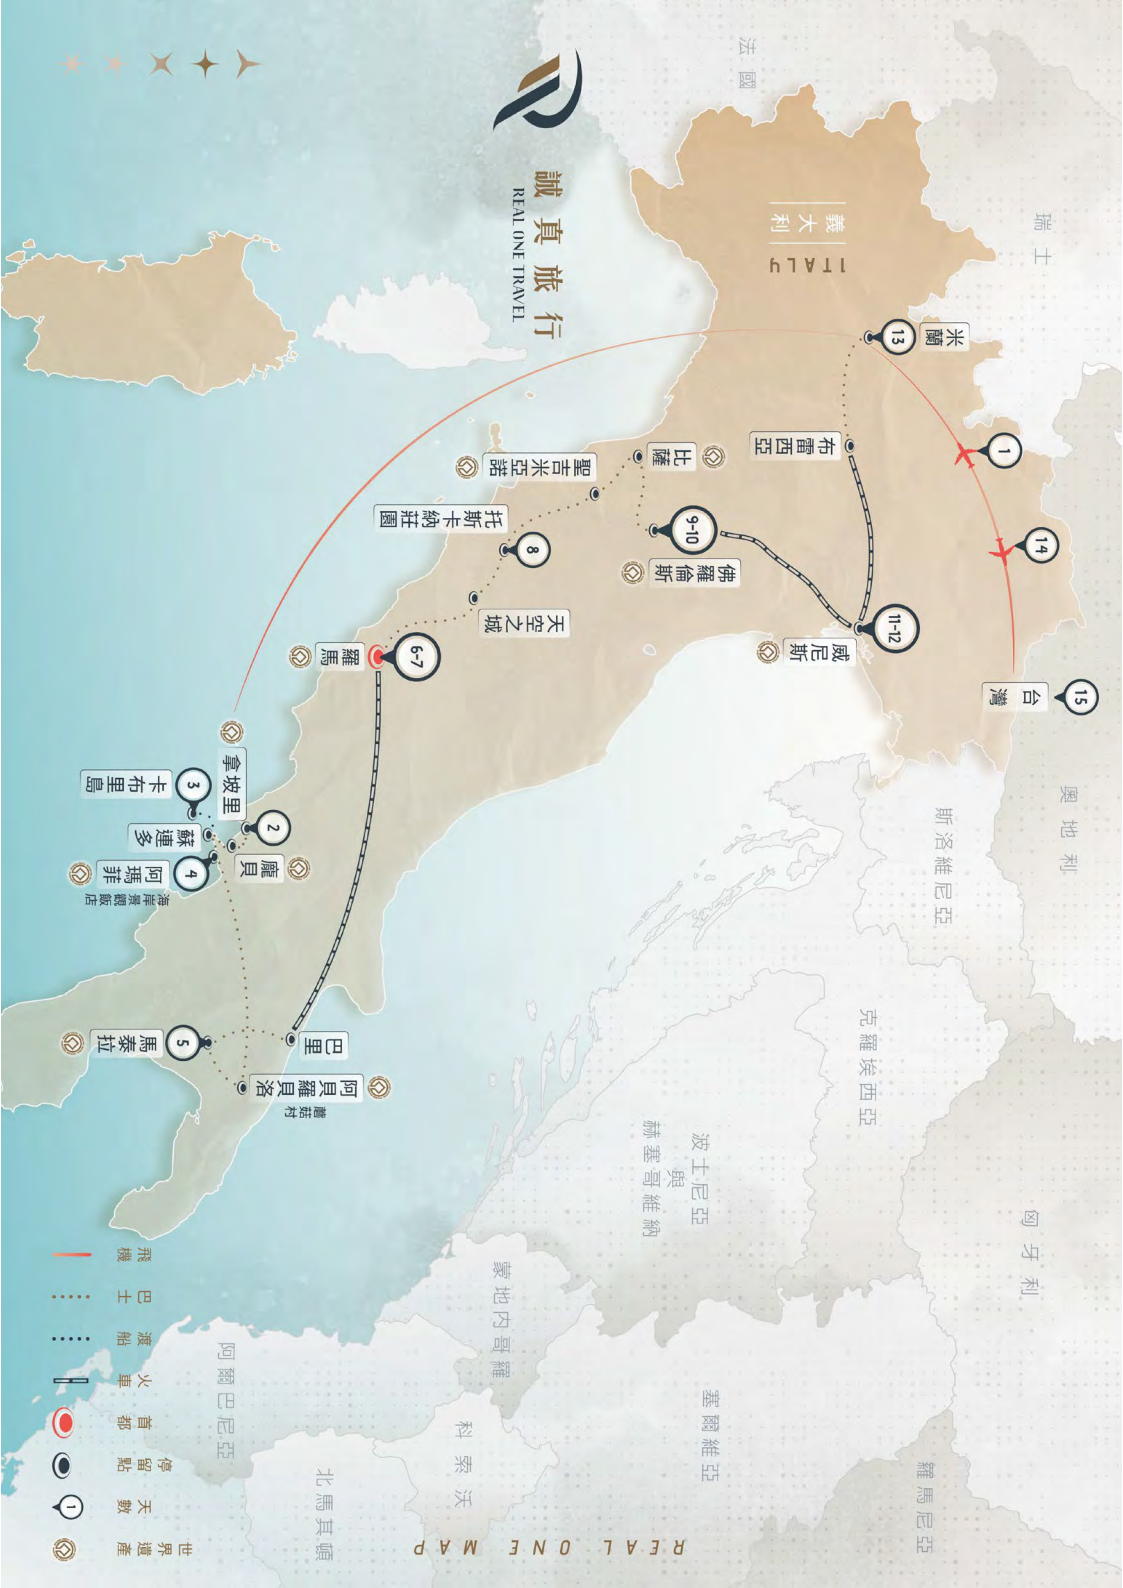 誠真旅行
REAL ONE TRAVEL
法國
瑞士
義大利
ITALY
奧地利
斯洛維尼亞
克羅埃西亞
匈牙利
波士尼亞
與
赫塞哥維納
蒙地內哥羅
塞爾維亞
羅馬尼亞
科索沃
阿爾巴尼亞
北馬其頓
米蘭
13
1
14
15
台灣
布雷西亞
11-12
威尼斯
比薩
9-10
佛羅倫斯
聖吉米亞諾
托斯卡納莊園
8
天空之城
6-7
羅馬
拿坡里
2
龐貝
3
卡布里島
蘇連多
4
阿瑪菲
海岸景觀飯店
5
馬泰拉
巴里
阿貝羅貝洛
蘑菇村
飛機
巴士
渡船
火車
首都
停留點
1
天數
世界遺產
REAL ONE MAP